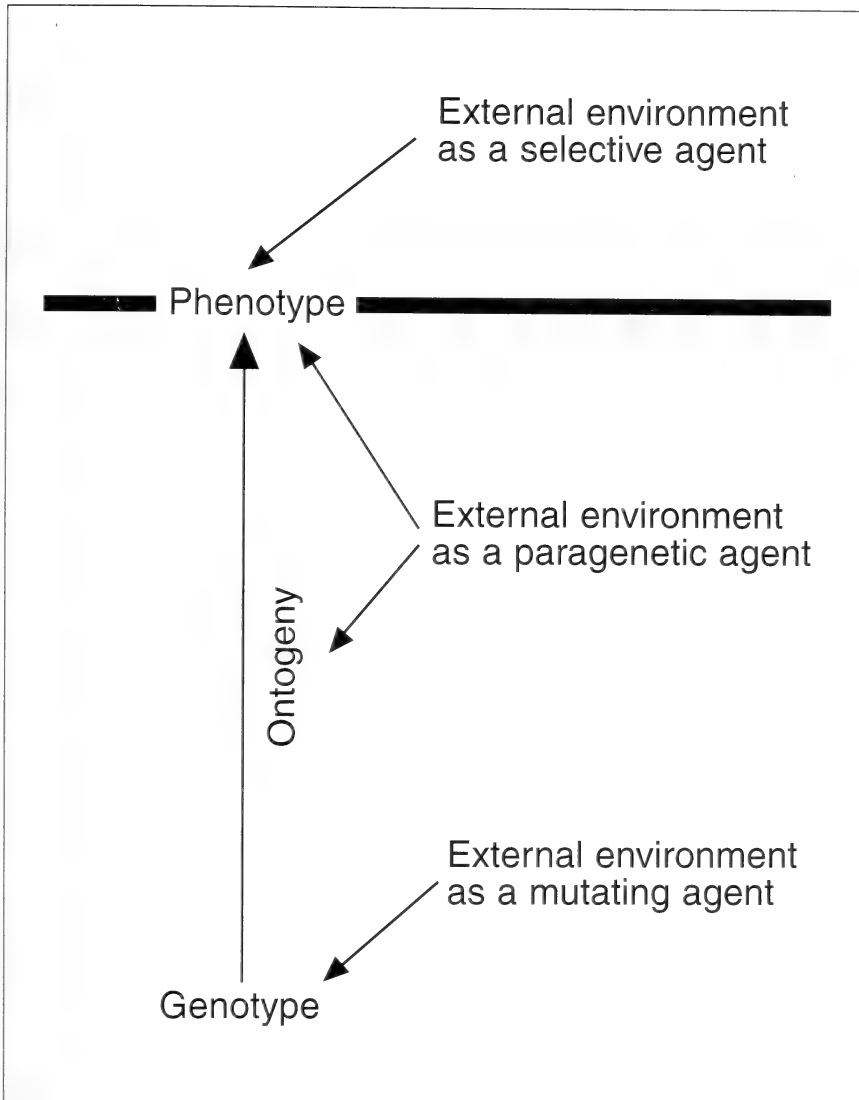 External environment
as a selective agent
Phenotype
External environment
as a paragenetic agent
Ontogeny
External environment
as a mutating agent
Genotype